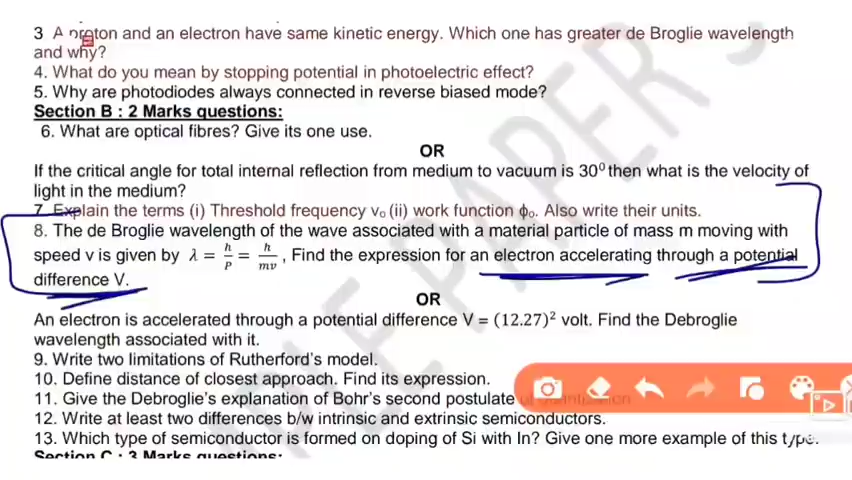 3 A proton and an electron have same kinetic energy. Which one has greater de Broglie wavelength
and why?
4. What do you mean by stopping potential in photoelectric effect?
5. Why are photodiodes always connected in reverse biased mode?
Section B : 2 Marks questions:
6. What are optical fibres? Give its one use.
OR
If the critical angle for total internal reflection from medium to vacuum is 30⁰ then what is the velocity of
light in the medium?
7. Explain the terms (i) Threshold frequency ν₀ (ii) work function ϕ₀. Also write their units.
8. The de Broglie wavelength of the wave associated with a material particle of mass m moving with
speed v is given by λ = h/P = h/mv , Find the expression for an electron accelerating through a potential
difference V.
OR
An electron is accelerated through a potential difference V = (12.27)² volt. Find the Debroglie
wavelength associated with it.
9. Write two limitations of Rutherford's model.
10. Define distance of closest approach. Find its expression.
11. Give the Debroglie's explanation of Bohr's second postulate
12. Write at least two differences b/w intrinsic and extrinsic semiconductors.
13. Which type of semiconductor is formed on doping of Si with In? Give one more example of this type.
Section C : 3 Marks questions: